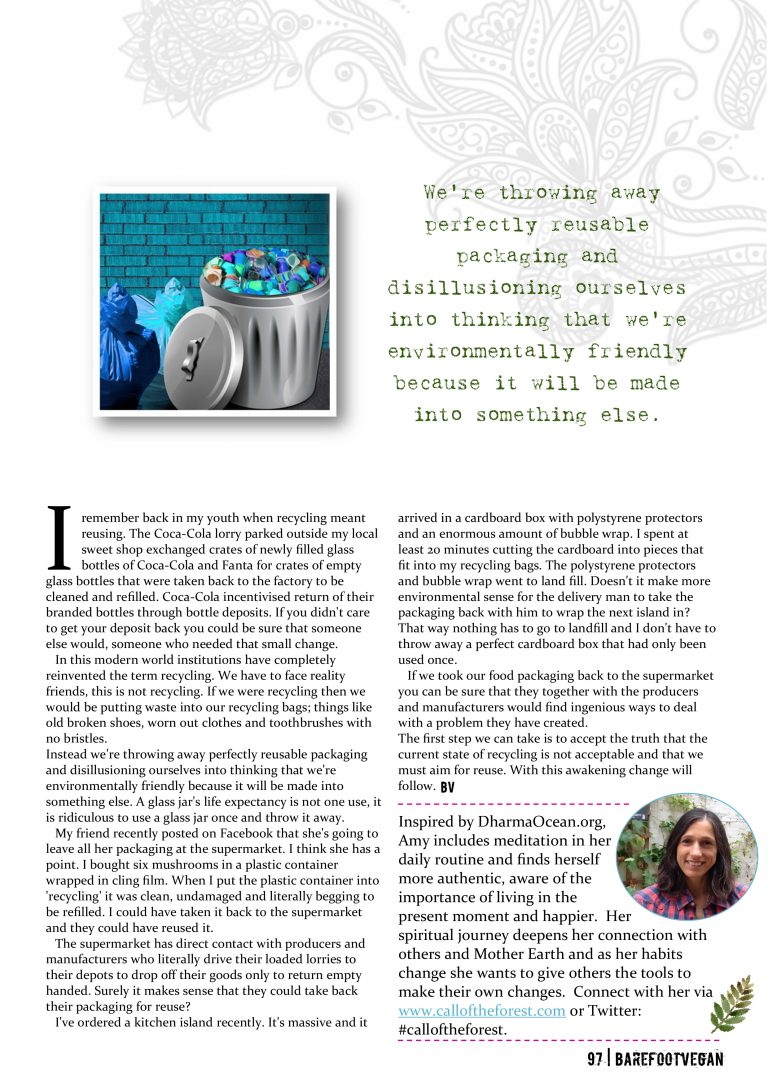 We're throwing away
perfectly reusable
packaging and
disillusioning ourselves
into thinking that we're
environmentally friendly
because it will be made
into something else.
I remember back in my youth when recycling meant
reusing. The Coca-Cola lorry parked outside my local
sweet shop exchanged crates of newly filled glass
bottles of Coca-Cola and Fanta for crates of empty
glass bottles that were taken back to the factory to be
cleaned and refilled. Coca-Cola incentivised return of their
branded bottles through bottle deposits. If you didn't care
to get your deposit back you could be sure that someone
else would, someone who needed that small change.
In this modern world institutions have completely
reinvented the term recycling. We have to face reality
friends, this is not recycling. If we were recycling then we
would be putting waste into our recycling bags; things like
old broken shoes, worn out clothes and toothbrushes with
no bristles.
Instead we're throwing away perfectly reusable packaging
and disillusioning ourselves into thinking that we're
environmentally friendly because it will be made into
something else. A glass jar's life expectancy is not one use, it
is ridiculous to use a glass jar once and throw it away.
My friend recently posted on Facebook that she's going to
leave all her packaging at the supermarket. I think she has a
point. I bought six mushrooms in a plastic container
wrapped in cling film. When I put the plastic container into
'recycling' it was clean, undamaged and literally begging to
be refilled. I could have taken it back to the supermarket
and they could have reused it.
The supermarket has direct contact with producers and
manufacturers who literally drive their loaded lorries to
their depots to drop off their goods only to return empty
handed. Surely it makes sense that they could take back
their packaging for reuse?
I've ordered a kitchen island recently. It's massive and it
arrived in a cardboard box with polystyrene protectors
and an enormous amount of bubble wrap. I spent at
least 20 minutes cutting the cardboard into pieces that
fit into my recycling bags. The polystyrene protectors
and bubble wrap went to land fill. Doesn't it make more
environmental sense for the delivery man to take the
packaging back with him to wrap the next island in?
That way nothing has to go to landfill and I don't have to
throw away a perfect cardboard box that had only been
used once.
If we took our food packaging back to the supermarket
you can be sure that they together with the producers
and manufacturers would find ingenious ways to deal
with a problem they have created.
The first step we can take is to accept the truth that the
current state of recycling is not acceptable and that we
must aim for reuse. With this awakening change will
follow. BV
Inspired by DharmaOcean.org,
Amy includes meditation in her
daily routine and finds herself
more authentic, aware of the
importance of living in the
present moment and happier. Her
spiritual journey deepens her connection with
others and Mother Earth and as her habits
change she wants to give others the tools to
make their own changes. Connect with her via
www.calloftheforest.com or Twitter:
#calloftheforest.
97 | BAREFOOTVEGAN